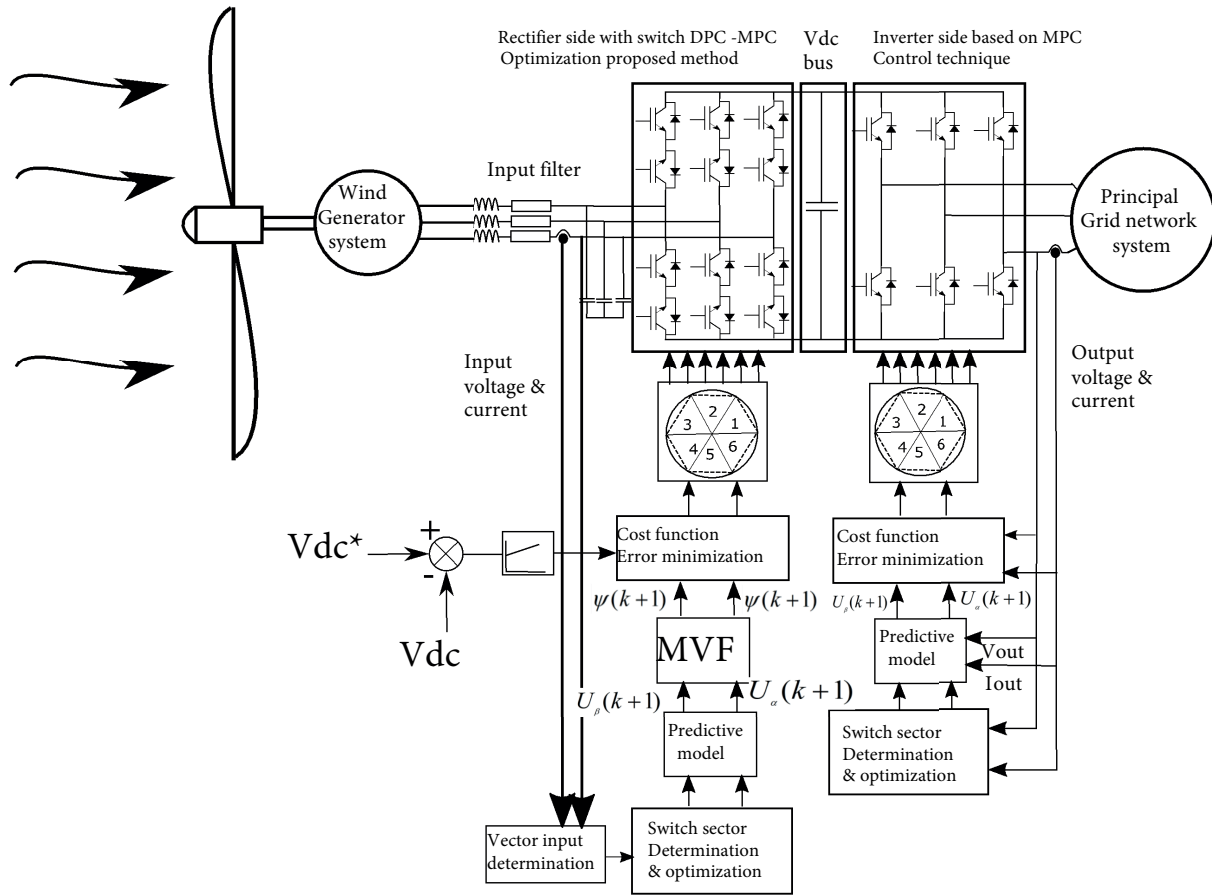 Rectifier side with switch DPC -MPC
Optimization proposed method
Vdc
bus
Inverter side based on MPC
Control technique
Input filter
Wind
Generator
system
Principal
Grid network
system
Input
voltage &
current
Output
voltage &
current
3 2 1
4 5 6
3 2 1
4 5 6
Vdc*
+
-
Vdc
Cost function
Error minimization
Cost function
Error minimization
ψ(k+1) ψ(k+1)
U_β(k+1) U_α(k+1)
MVF
Predictive
model
Vout
Iout
U_β(k+1) U_α(k+1)
Predictive
model
Switch sector
Determination
& optimization
Vector input
determination
Switch sector
Determination
& optimization